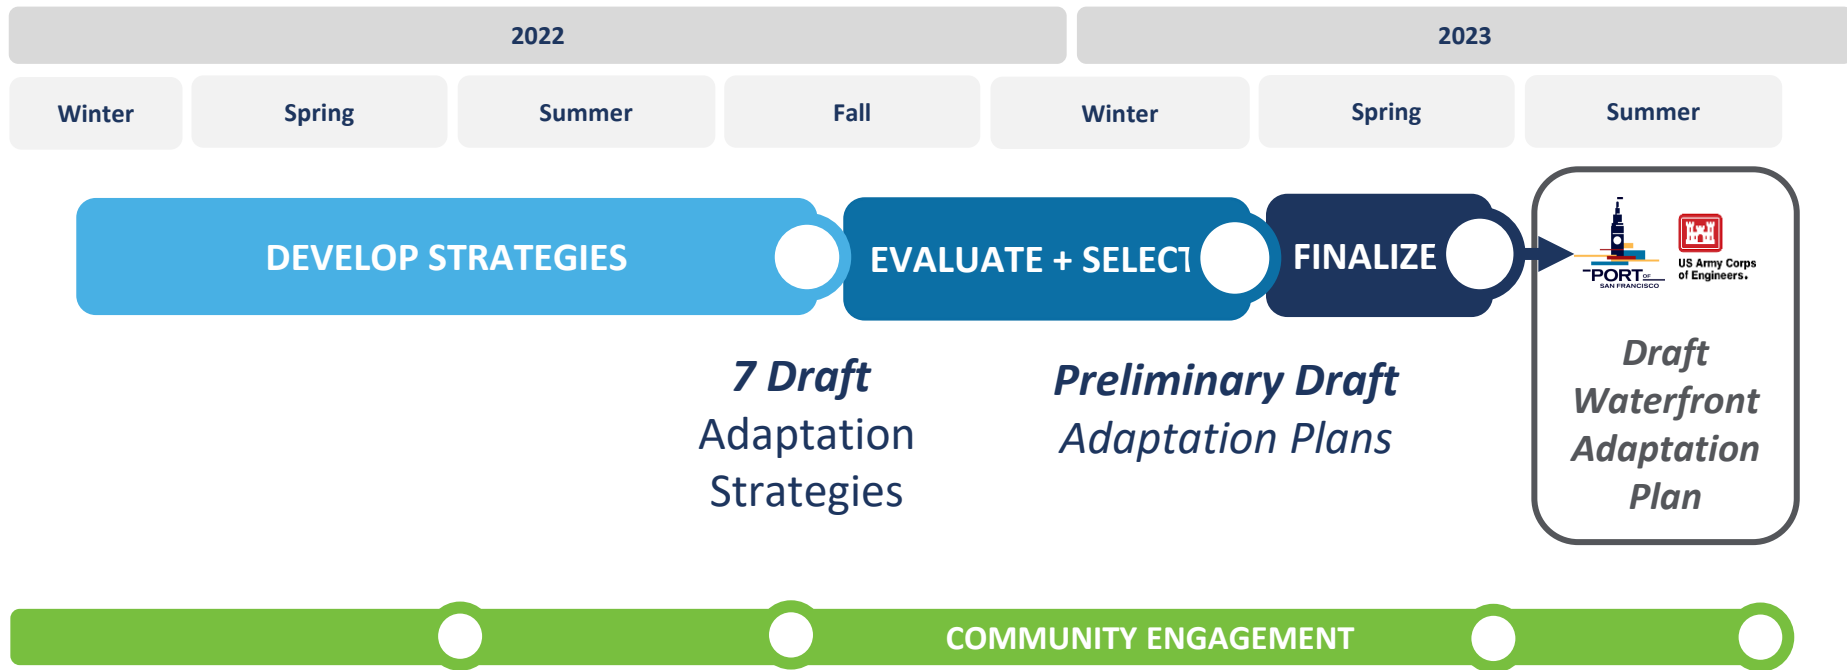 2022
2023
Winter
Spring
Summer
Fall
Winter
Spring
Summer
DEVELOP STRATEGIES
EVALUATE + SELECT
FINALIZE
PORT OF
SAN FRANCISCO
US Army Corps
of Engineers.
7 Draft
Adaptation
Strategies
Preliminary Draft
Adaptation Plans
Draft
Waterfront
Adaptation
Plan
COMMUNITY ENGAGEMENT